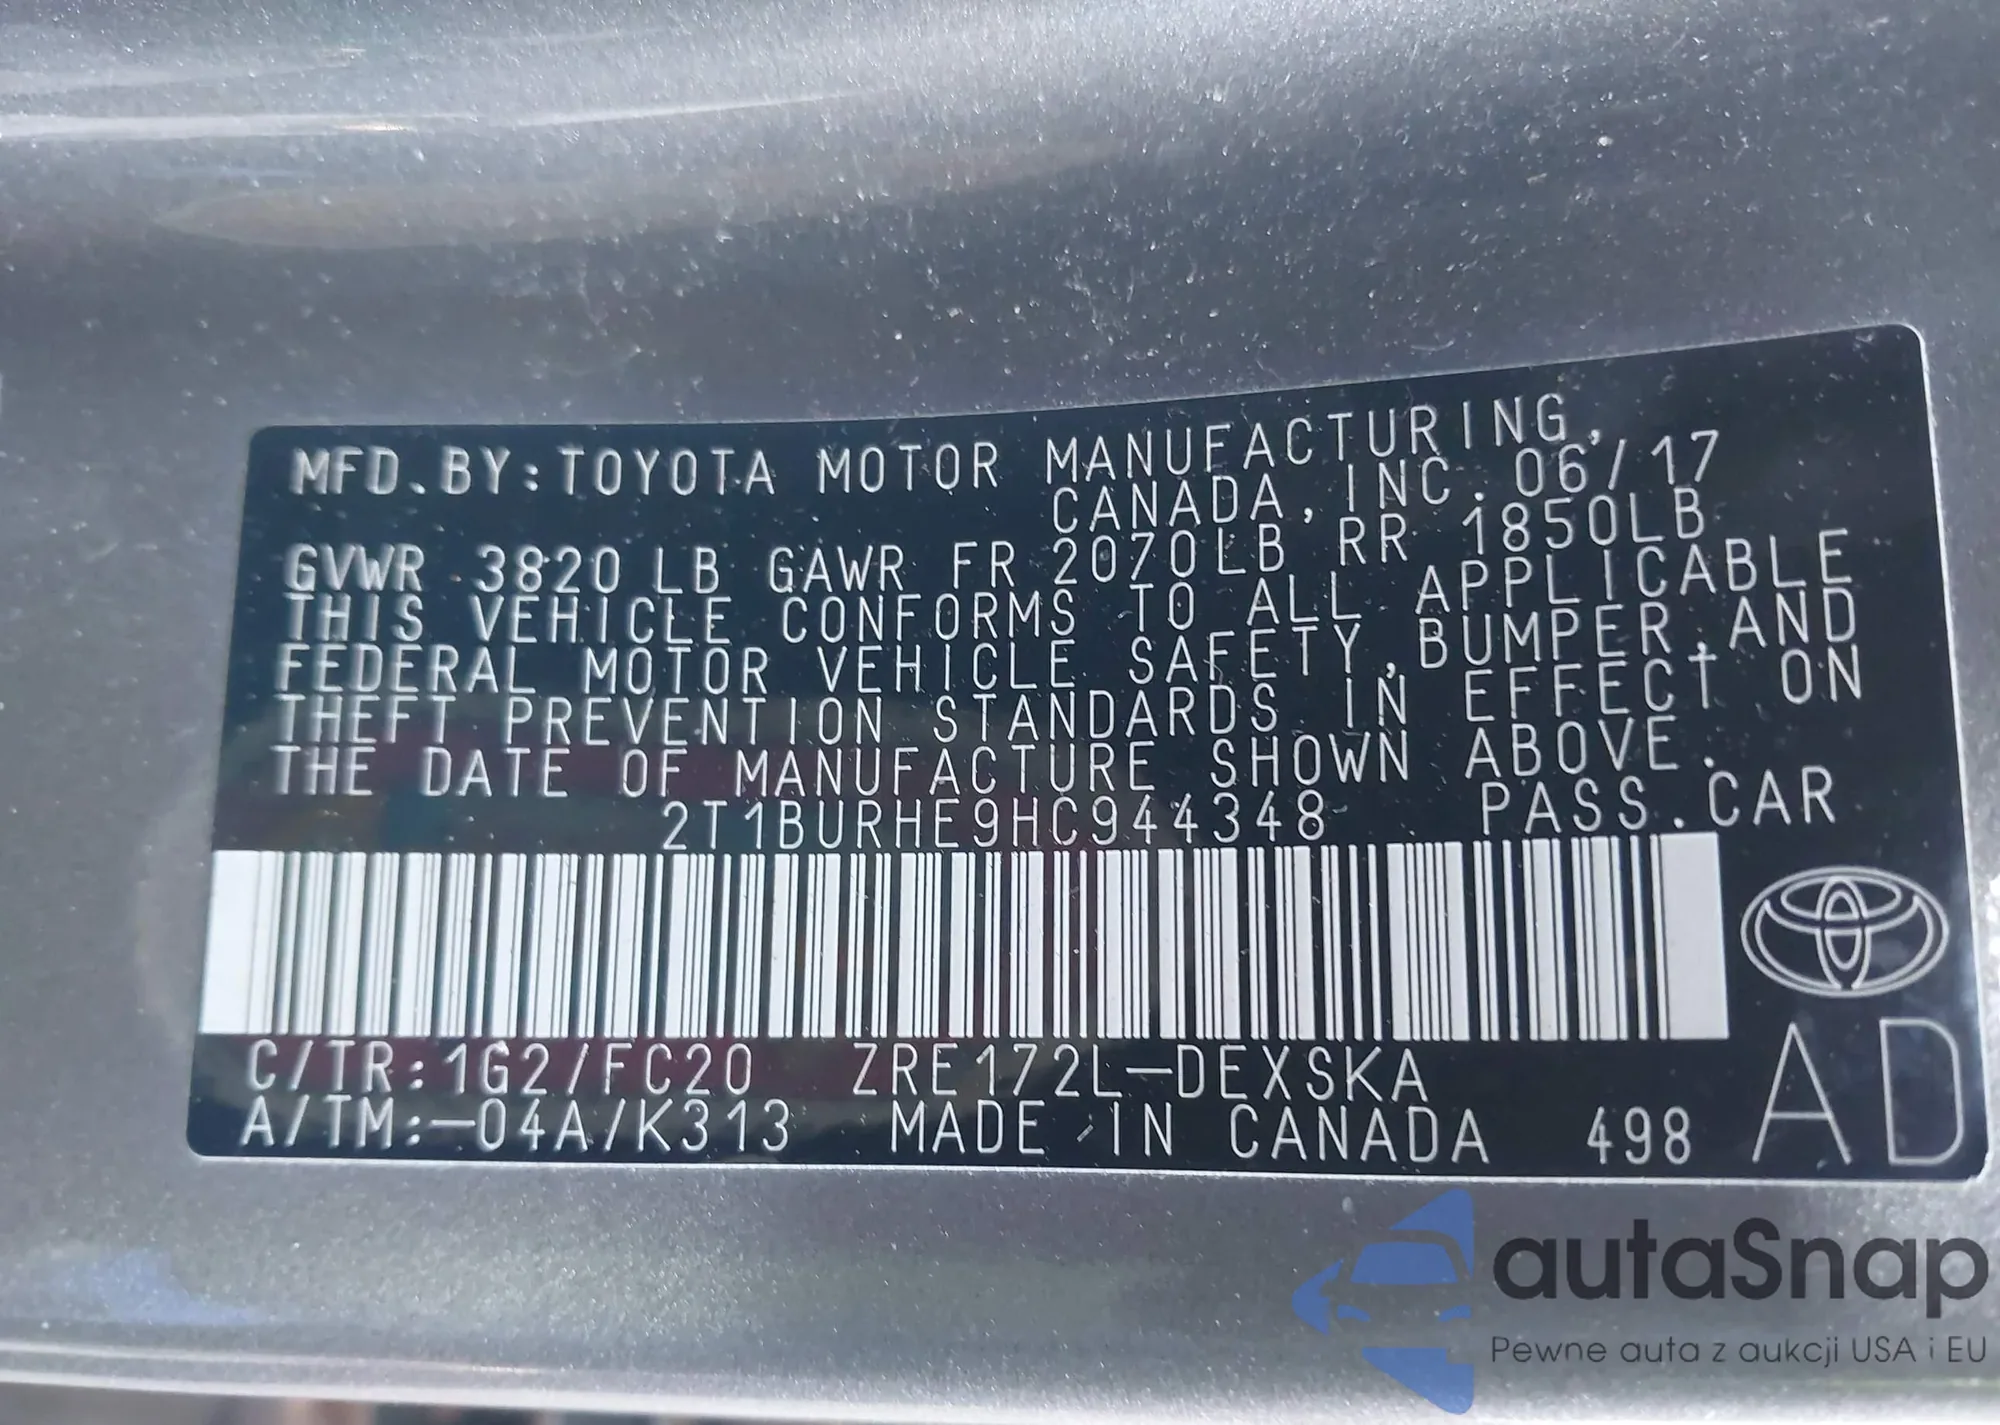 MFD.BY:TOYOTA MOTOR MANUFACTURING,
CANADA, INC. 06/17
GVWR 3820 LB GAWR FR 2070LB RR 1850LB
THIS VEHICLE CONFORMS TO ALL APPLICABLE
FEDERAL MOTOR VEHICLE SAFETY,BUMPER,AND
THEFT PREVENTION STANDARDS IN EFFECT ON
THE DATE OF MANUFACTURE SHOWN ABOVE.
2T1BURHE9HC944348 PASS.CAR
C/TR:1G2/FC20 ZRE172L-DEXSKA
A/TM:-04A/K313 MADE IN CANADA 498
AD
autaSnap
Pewne auta z aukcji USA i EU